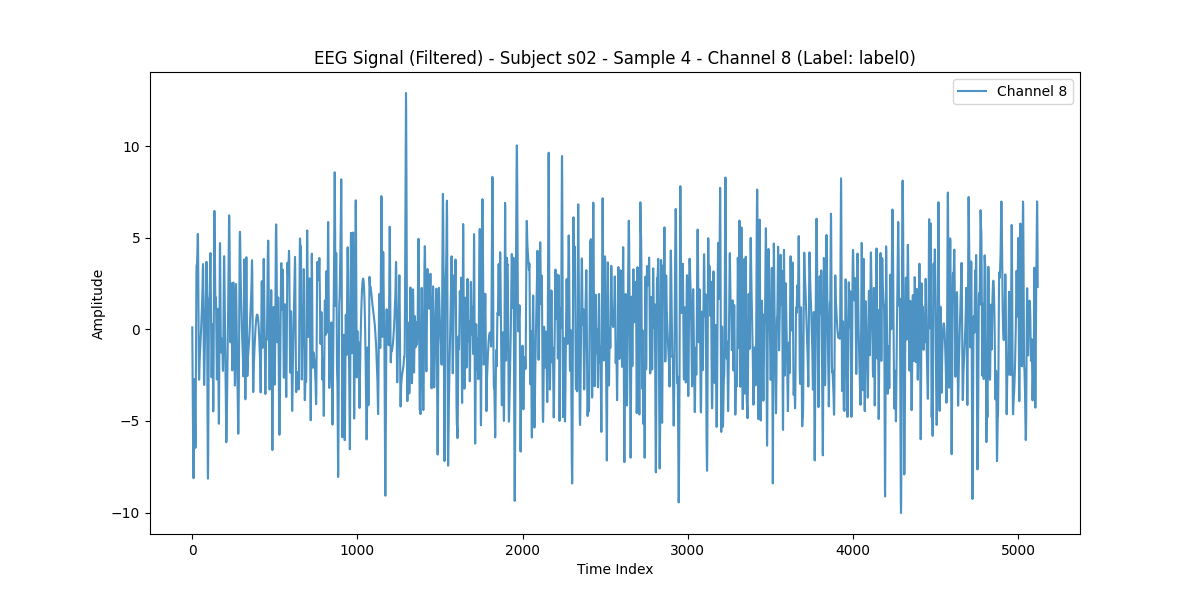 EEG Signal (Filtered) - Subject s02 - Sample 4 - Channel 8 (Label: label0)
Channel 8
10
5
0
−5
−10
Amplitude
0 1000 2000 3000 4000 5000
Time Index